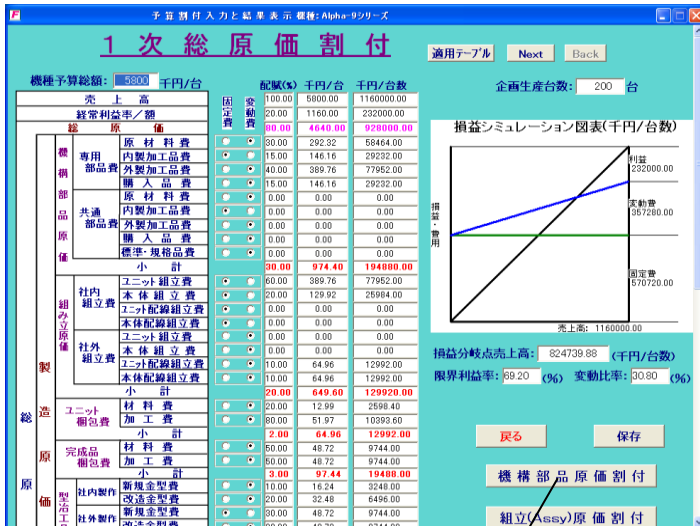 予算割付入力と結果表示 機種:Alpha-9シリーズ
1次総原価割付
適用テーブル Next Back
機種予算総額: 5800 千円/台
企画生産台数: 200 台
固定費 変動費 配賦(%) 千円/台 千円/台数
売上高 100.00 5800.00 1160000.00
経常利益率/額 20.00 1160.00 232000.00
総原価 80.00 4640.00 928000.00
総原価
製造原価
機構部品原価
専用部品費
原材料費 30.00 292.32 58464.00
内製加工品費 15.00 146.16 29232.00
外製加工品費 40.00 389.76 77952.00
購入品費 15.00 146.16 29232.00
共通部品費
原材料費 0.00 0.00 0.00
内製加工品費 0.00 0.00 0.00
外製加工品費 0.00 0.00 0.00
購入品費 0.00 0.00 0.00
標準・規格品費 0.00 0.00 0.00
小計 30.00 974.40 194880.00
組み立原価
社内組立費
ユニット組立費 60.00 389.76 77952.00
本体組立費 20.00 129.92 25984.00
ユニット配線組立費 0.00 0.00 0.00
本体配線組立費 0.00 0.00 0.00
社外組立費
ユニット組立費 0.00 0.00 0.00
本体組立費 0.00 0.00 0.00
ユニット配線組立費 10.00 64.96 12992.00
本体配線組立費 10.00 64.96 12992.00
小計 20.00 649.60 129920.00
ユニット梱包費
材料費 20.00 12.99 2598.40
加工費 80.00 51.97 10393.60
小計 2.00 64.96 12992.00
完成品梱包費
材料費 50.00 48.72 9744.00
加工費 50.00 48.72 9744.00
小計 3.00 97.44 19488.00
型治工
社内製作
新規金型費 10.00 16.24 3248.00
改造金型費 20.00 32.48 6496.00
社外製作
新規金型費 30.00 48.72 9744.00
改造金型費
損益シミュレーション図表(千円/台数)
損益・費用
利益
232000.00
変動費
357280.00
固定費
570720.00
売上高: 1160000.00
損益分岐点売上高: 824739.88 (千円/台数)
限界利益率: 69.20 (%) 変動比率: 30.80 (%)
戻る 保存
機構部品原価割付
組立(Assy)原価割付